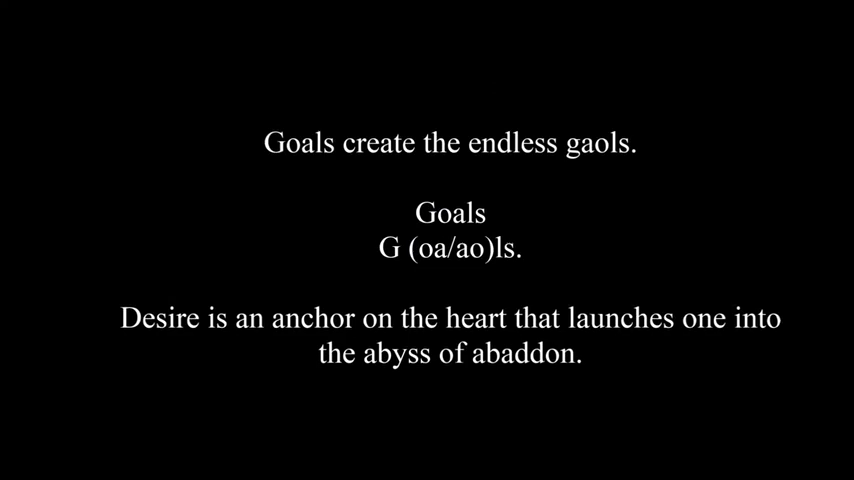 Goals create the endless gaols.
Goals
G (oa/ao)ls.
Desire is an anchor on the heart that launches one into
the abyss of abaddon.